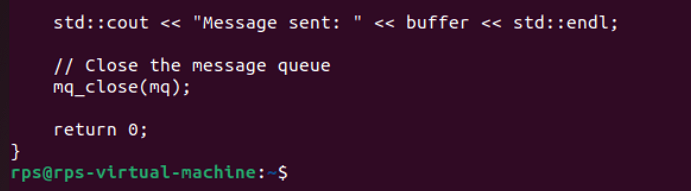 std::cout << "Message sent: " << buffer << std::endl;
// Close the message queue
mq_close(mq);
return 0;
}
rps@rps-virtual-machine:~$